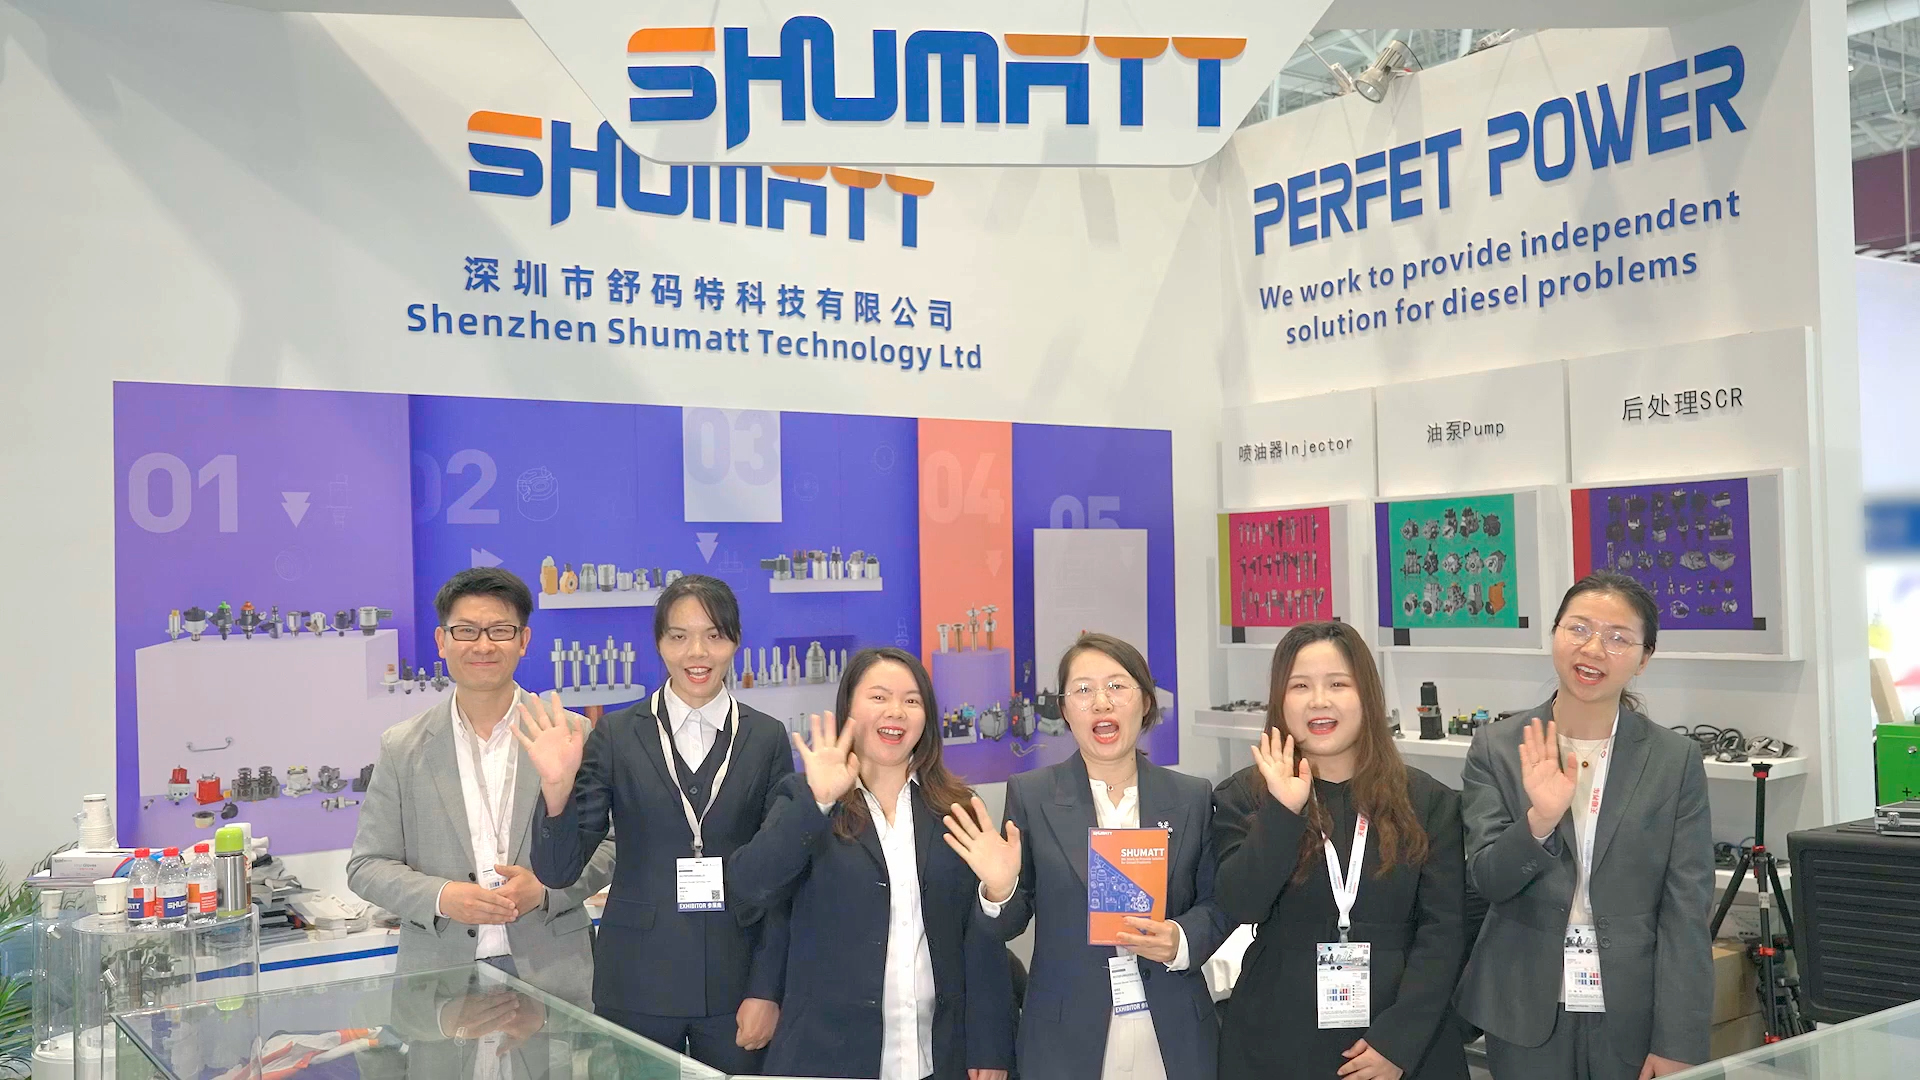 SHUMATT
SHUMATT
深圳市舒码特科技有限公司
Shenzhen Shumatt Technology Ltd
PERFET POWER
We work to provide independent
solution for diesel problems
喷油器Injector
油泵Pump
后处理SCR
01
02
03
04
05
SHUMATT
SHUMATT
EXHIBITOR
EXHIBITOR